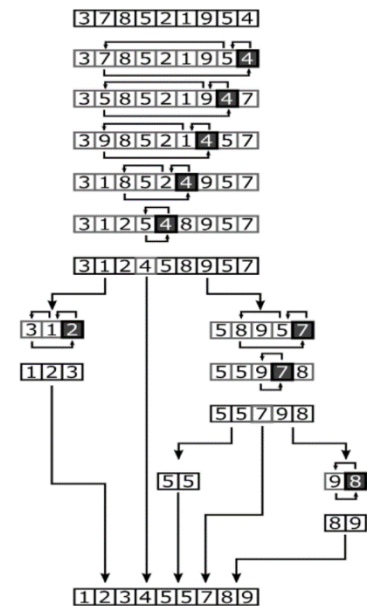 3 7 8 5 2 1 9 5 4
3 7 8 5 2 1 9 5 4
3 5 8 5 2 1 9 4 7
3 9 8 5 2 1 4 5 7
3 1 8 5 2 4 9 5 7
3 1 2 5 4 8 9 5 7
3 1 2 4 5 8 9 5 7
3 1 2 5 8 9 5 7
1 2 3 5 5 9 7 8
5 5 7 9 8
5 5 9 8
8 9
1 2 3 4 5 5 7 8 9